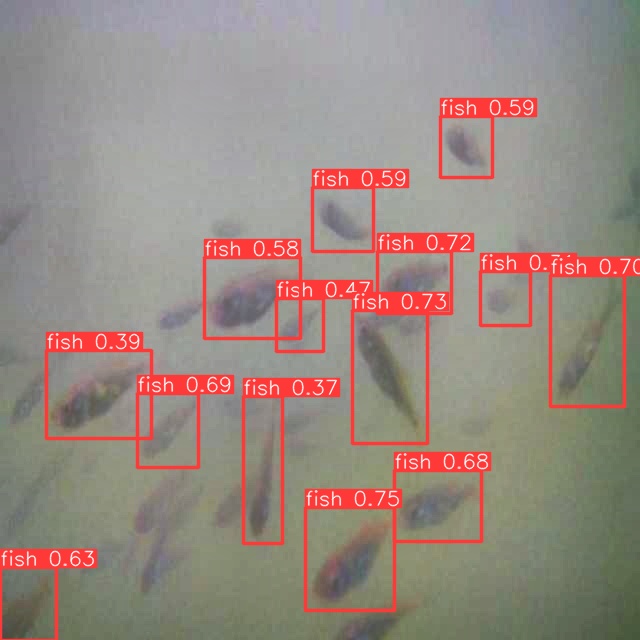 fish 0.59
fish 0.59
fish 0.72
fish 0.58
fish 0.70
fish 0.47
fish 0.73
fish 0.39
fish 0.69
fish 0.37
fish 0.68
fish 0.75
fish 0.63
fish